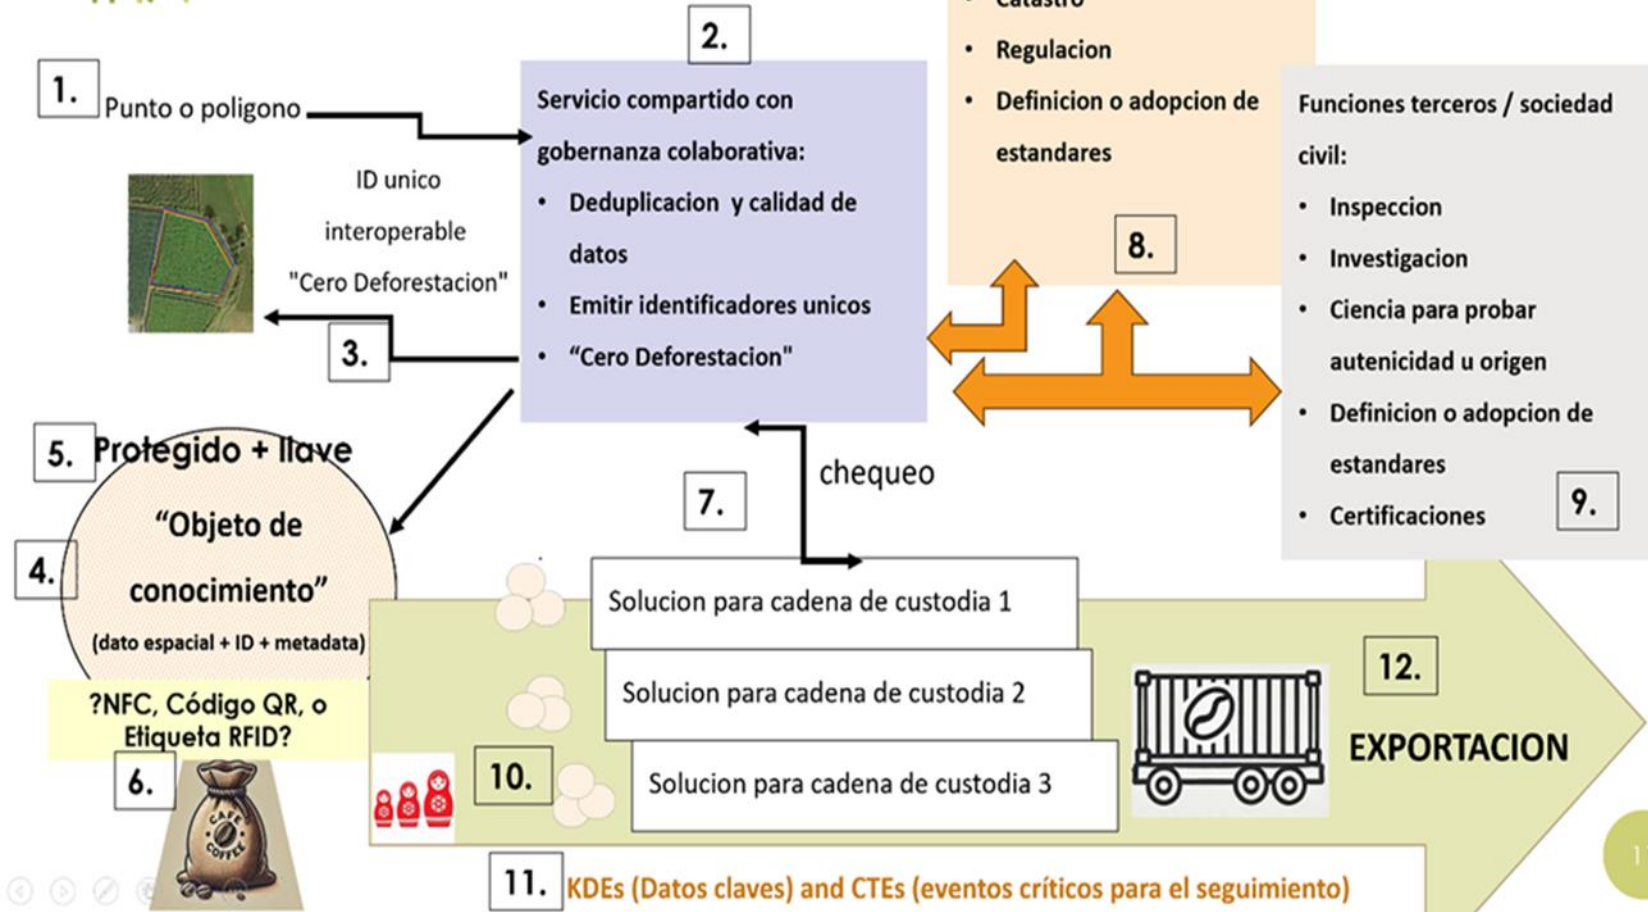 1.
Punto o poligono
ID unico
interoperable
"Cero Deforestacion"
3.
2.
Servicio compartido con
gobernanza colaborativa:
• Deduplicacion y calidad de
datos
• Emitir identificadores unicos
• “Cero Deforestacion"
• Catastro
• Regulacion
• Definicion o adopcion de
estandares
8.
Funciones terceros / sociedad
civil:
• Inspeccion
• Investigacion
• Ciencia para probar
autenicidad u origen
• Definicion o adopcion de
estandares
• Certificaciones
9.
5.
Protegido + llave
4.
“Objeto de
conocimiento”
(dato espacial + ID + metadata)
?NFC, Código QR, o
Etiqueta RFID?
6.
CAFE
COFFEE
7.
chequeo
Solucion para cadena de custodia 1
Solucion para cadena de custodia 2
10.
Solucion para cadena de custodia 3
12.
EXPORTACION
11.
KDEs (Datos claves) and CTEs (eventos críticos para el seguimiento)